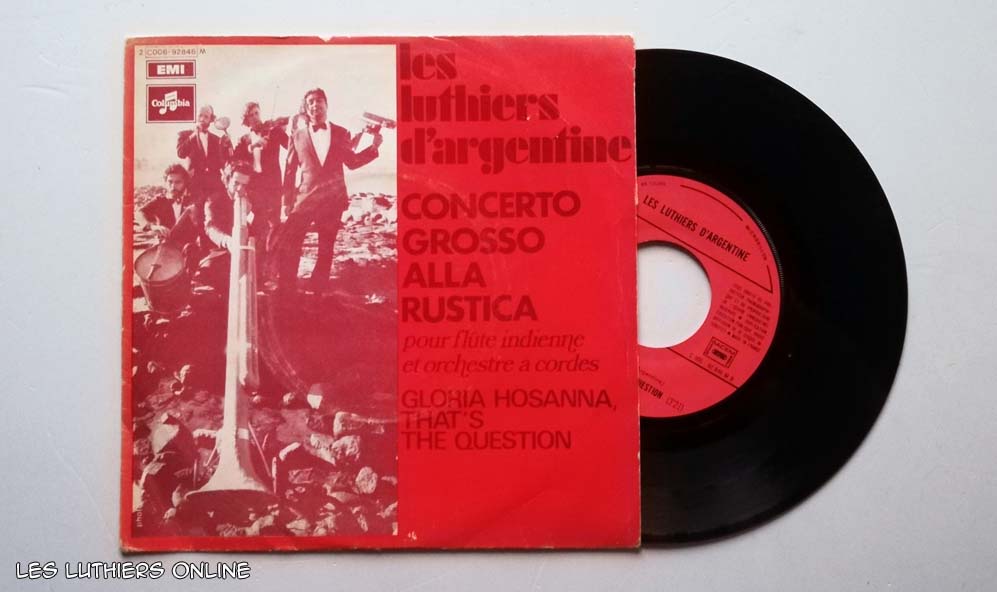 2 C006-92846 M
EMI
Columbia
les
luthiers
d'argentine
CONCERTO
GROSSO
ALLA
RUSTICA
pour flûte indienne
et orchestre a cordes
GLORIA HOSANNA,
THAT'S
THE QUESTION
LES LUTHIERS D'ARGENTINE
SACEM
LES LUTHIERS ONLINE